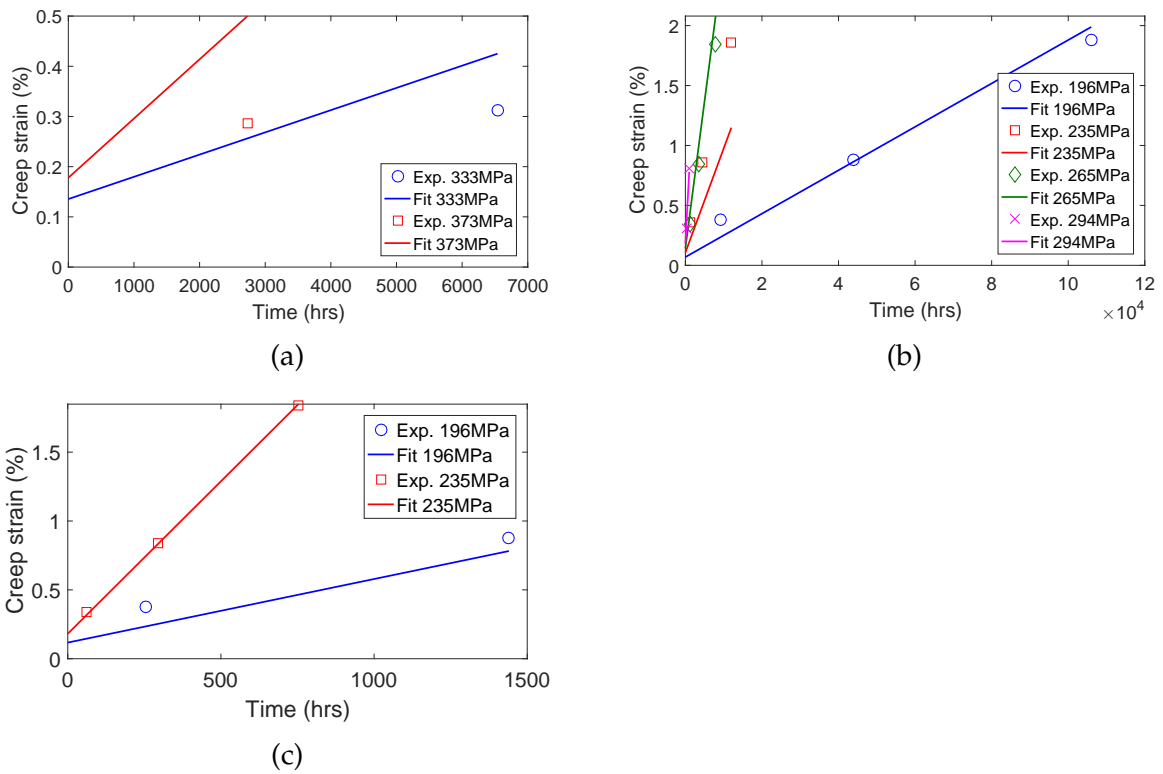 0.5
0.4
0.3
0.2
0.1
0
Creep strain (%)
Exp. 333MPa
Fit 333MPa
Exp. 373MPa
Fit 373MPa
0 1000 2000 3000 4000 5000 6000 7000
Time (hrs)
(a)
2
1.5
1
0.5
0
Creep strain (%)
Exp. 196MPa
Fit 196MPa
Exp. 235MPa
Fit 235MPa
Exp. 265MPa
Fit 265MPa
Exp. 294MPa
Fit 294MPa
0 2 4 6 8 10 12
Time (hrs)
×10^4
(b)
1.5
1
0.5
0
Creep strain (%)
Exp. 196MPa
Fit 196MPa
Exp. 235MPa
Fit 235MPa
0 500 1000 1500
Time (hrs)
(c)